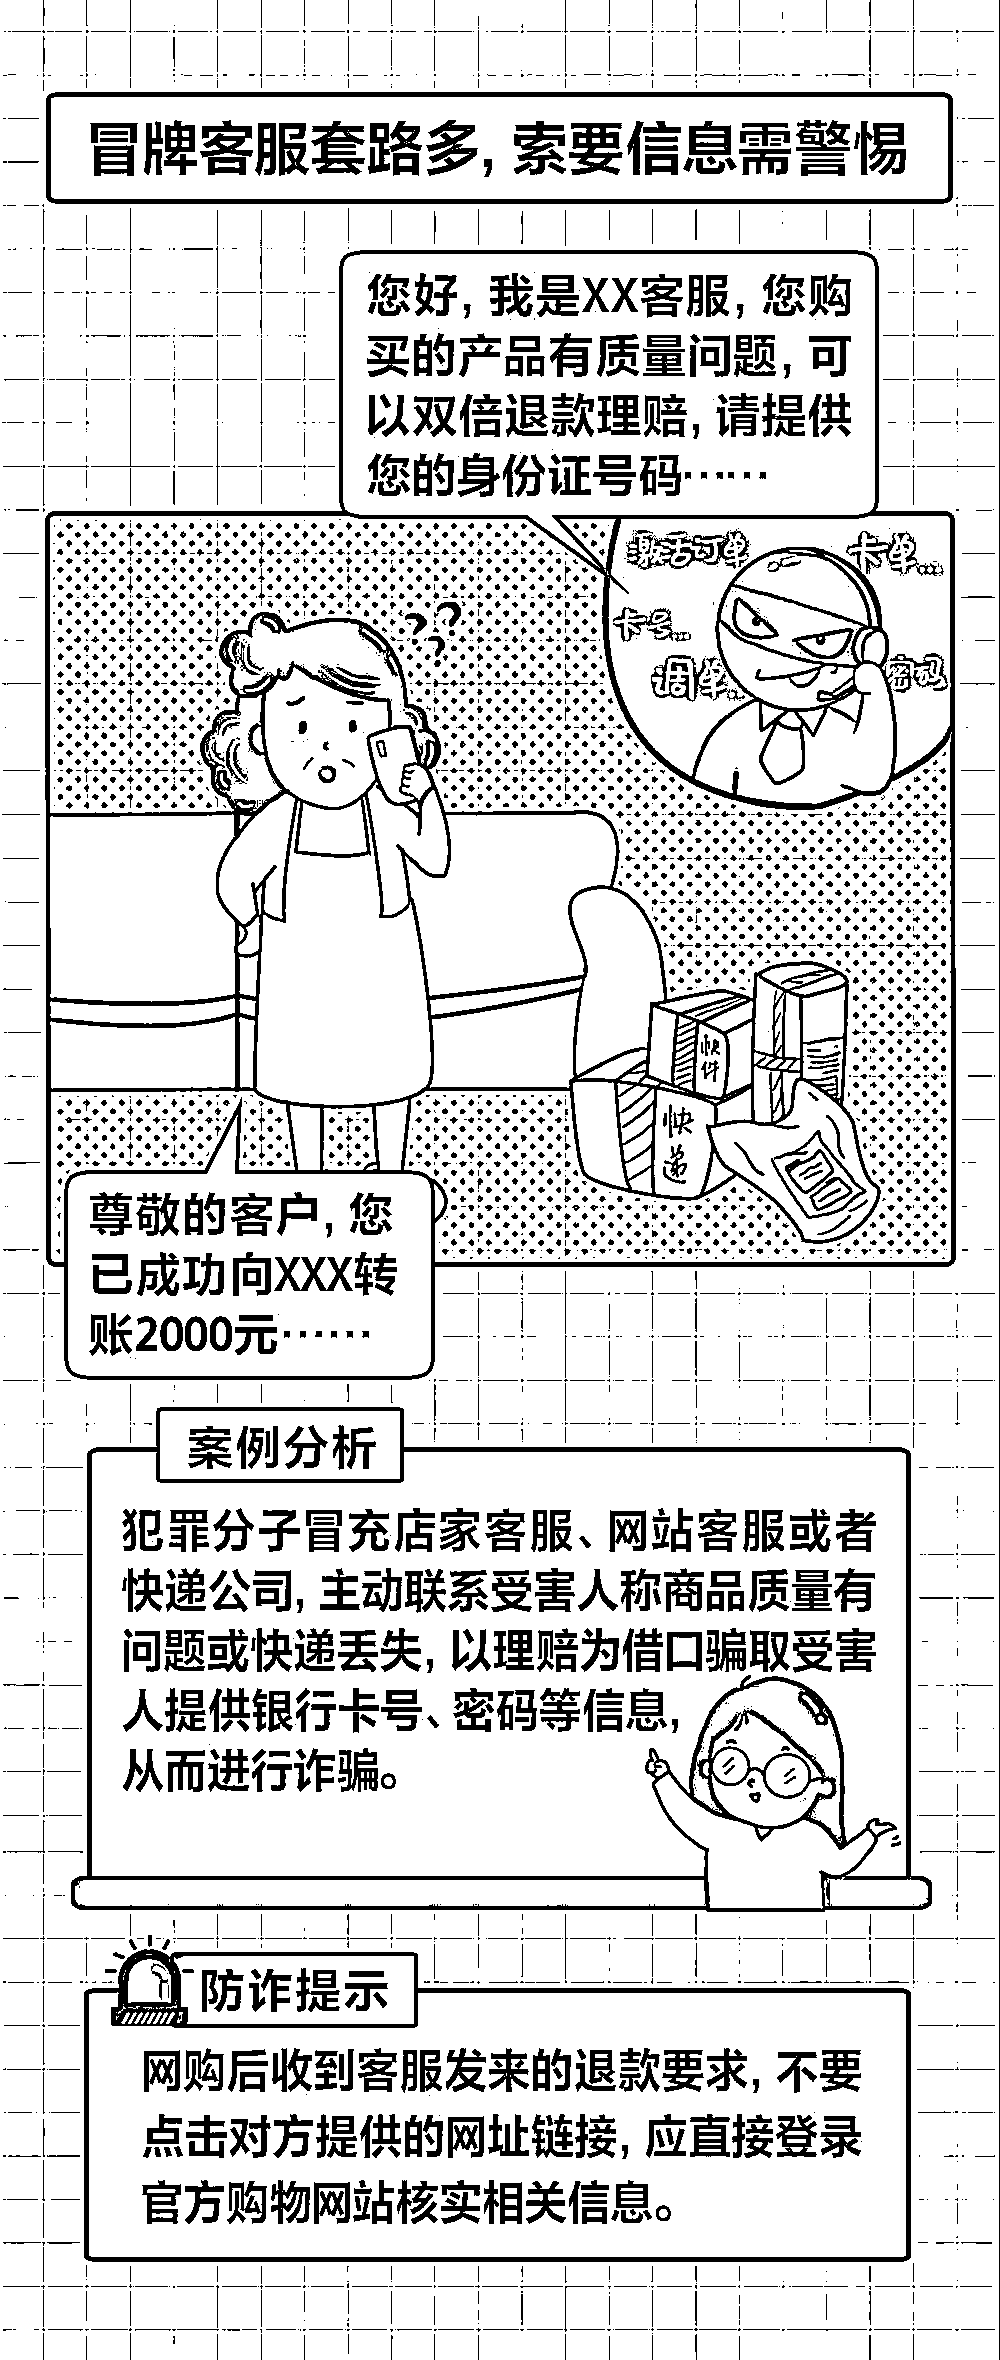 冒牌客服套路多，索要信息需警惕
您好，我是XX客服，您购
买的产品有质量问题，可
以双倍退款理赔，请提供
您的身份证号码……
激活订单
卡单…
卡号…
调单…
密码
快件
快递
尊敬的客户，您
已成功向XXX转
账2000元……
案例分析
犯罪分子冒充店家客服、网站客服或者
快递公司，主动联系受害人称商品质量有
问题或快递丢失，以理赔为借口骗取受害
人提供银行卡号、密码等信息，
从而进行诈骗。
防诈提示
网购后收到客服发来的退款要求，不要
点击对方提供的网址链接，应直接登录
官方购物网站核实相关信息。